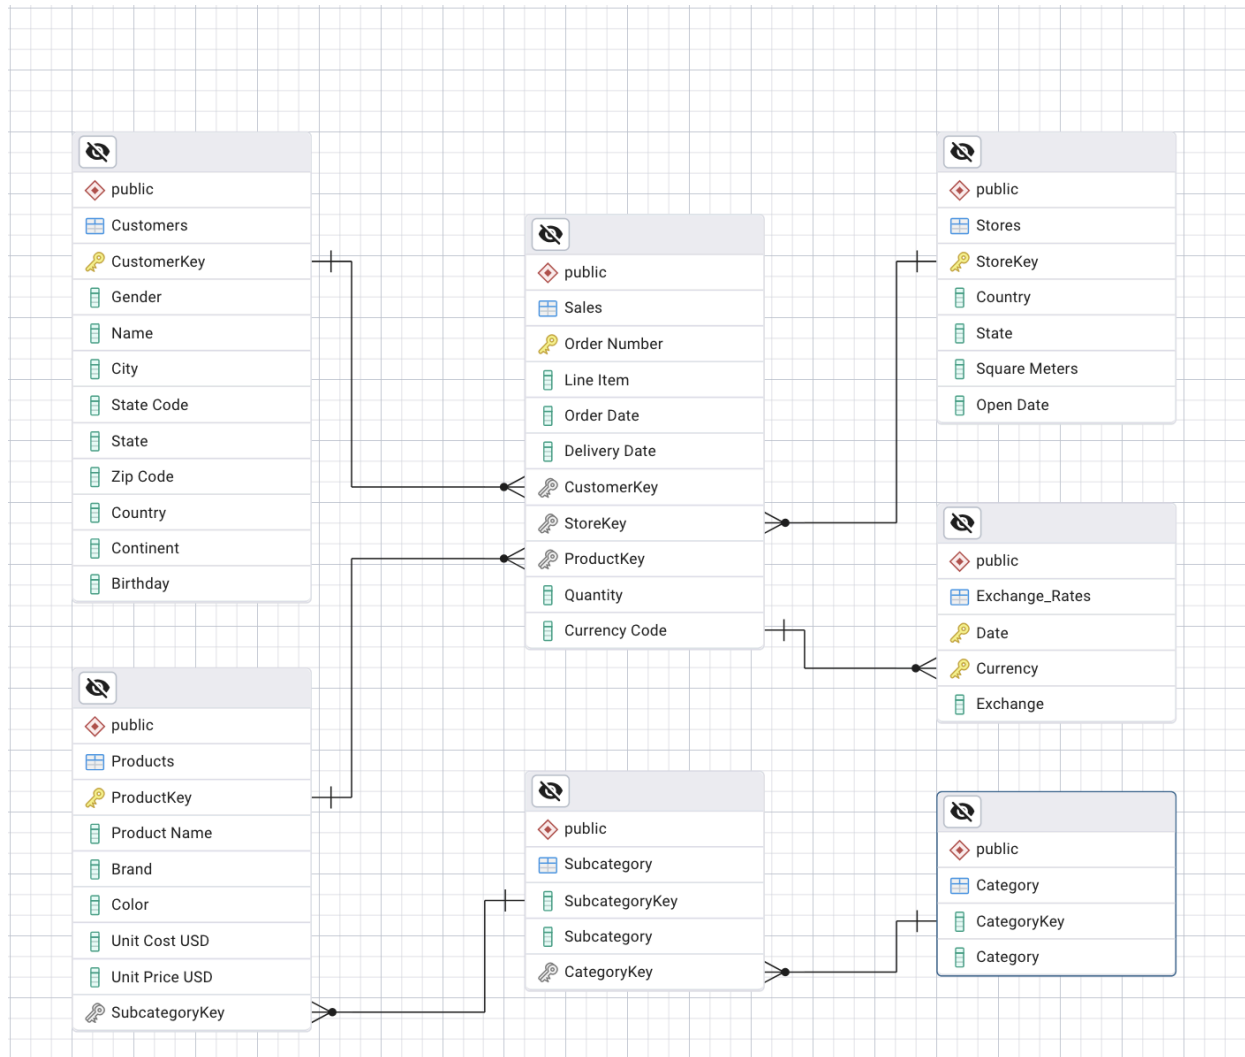 public
Customers
CustomerKey
Gender
Name
City
State Code
State
Zip Code
Country
Continent
Birthday
public
Products
ProductKey
Product Name
Brand
Color
Unit Cost USD
Unit Price USD
SubcategoryKey
public
Sales
Order Number
Line Item
Order Date
Delivery Date
CustomerKey
StoreKey
ProductKey
Quantity
Currency Code
public
Subcategory
SubcategoryKey
Subcategory
CategoryKey
public
Stores
StoreKey
Country
State
Square Meters
Open Date
public
Exchange_Rates
Date
Currency
Exchange
public
Category
CategoryKey
Category